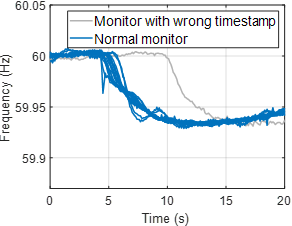 60.05
Monitor with wrong timestamp
Normal monitor
60
59.95
59.9
Frequency (Hz)
0 5 10 15 20
Time (s)